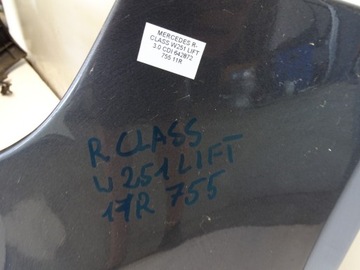 MERCEDES R-
CLASS W251 LIFT
3.0 CDI 642872
755 11R
R CLASS
W 251 LIFT
11R 755